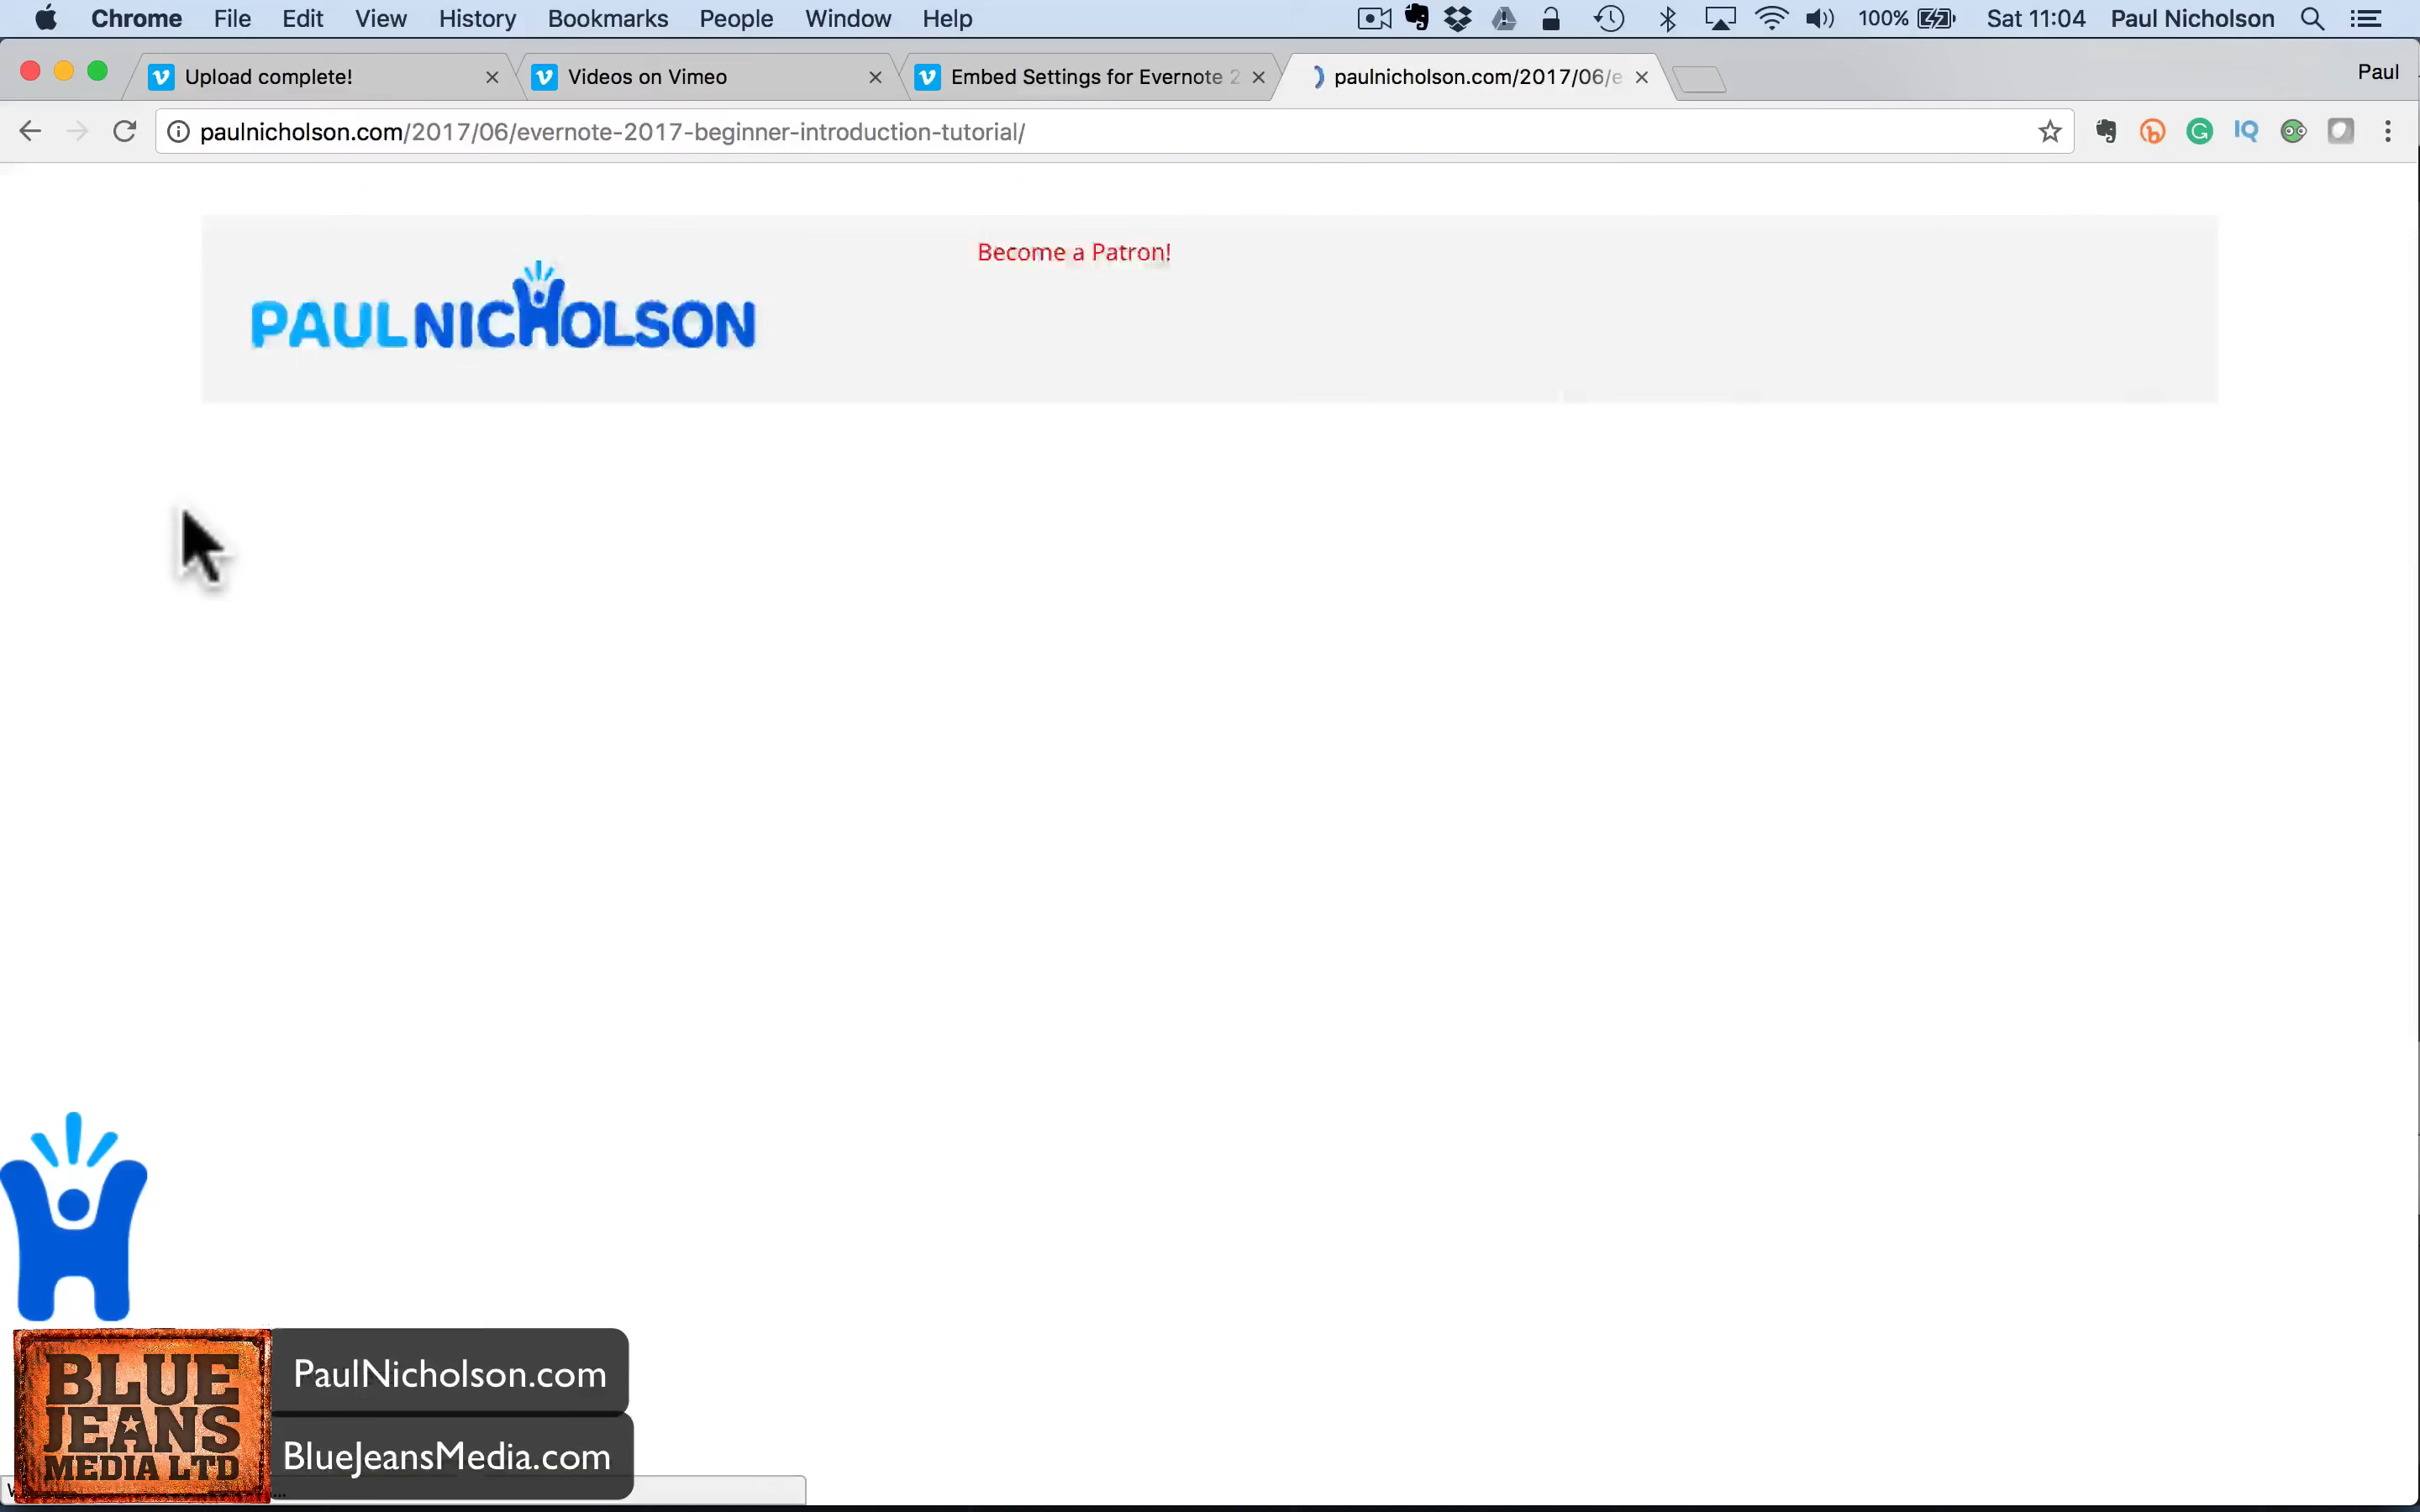 Chrome File Edit View History Bookmarks People Window Help 100% Sat 11:04 Paul Nicholson
Upload complete! Videos on Vimeo Embed Settings for Evernote 2 paulnicholson.com/2017/06/e Paul
paulnicholson.com/2017/06/evernote-2017-beginner-introduction-tutorial/ IQ
Become a Patron!
PAULNICHOLSON
BLUE
JEANS
MEDIA LTD
PaulNicholson.com
BlueJeansMedia.com